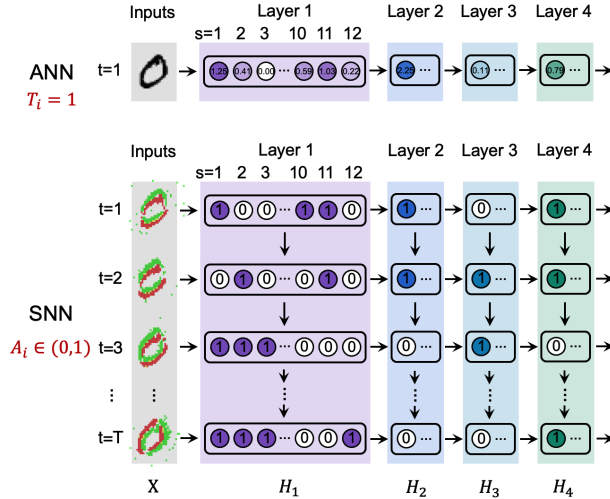 Inputs Layer 1 Layer 2 Layer 3 Layer 4
s=1 2 3 10 11 12
ANN t=1 1.25 0.41 0.00 ··· 0.59 1.03 0.22 2.25 ··· 0.11 ··· 0.79 ···
T_i = 1
Inputs Layer 1 Layer 2 Layer 3 Layer 4
s=1 2 3 10 11 12
t=1 1 0 0 ··· 1 1 0 1 ··· 0 ··· 1 ···
t=2 0 1 0 ··· 0 1 0 1 ··· 1 ··· 1 ···
SNN
A_i ∈ (0,1) t=3 1 1 1 ··· 0 0 0 0 ··· 1 ··· 0 ···
t=T 1 1 1 ··· 0 0 1 0 ··· 0 ··· 1 ···
X H_1 H_2 H_3 H_4